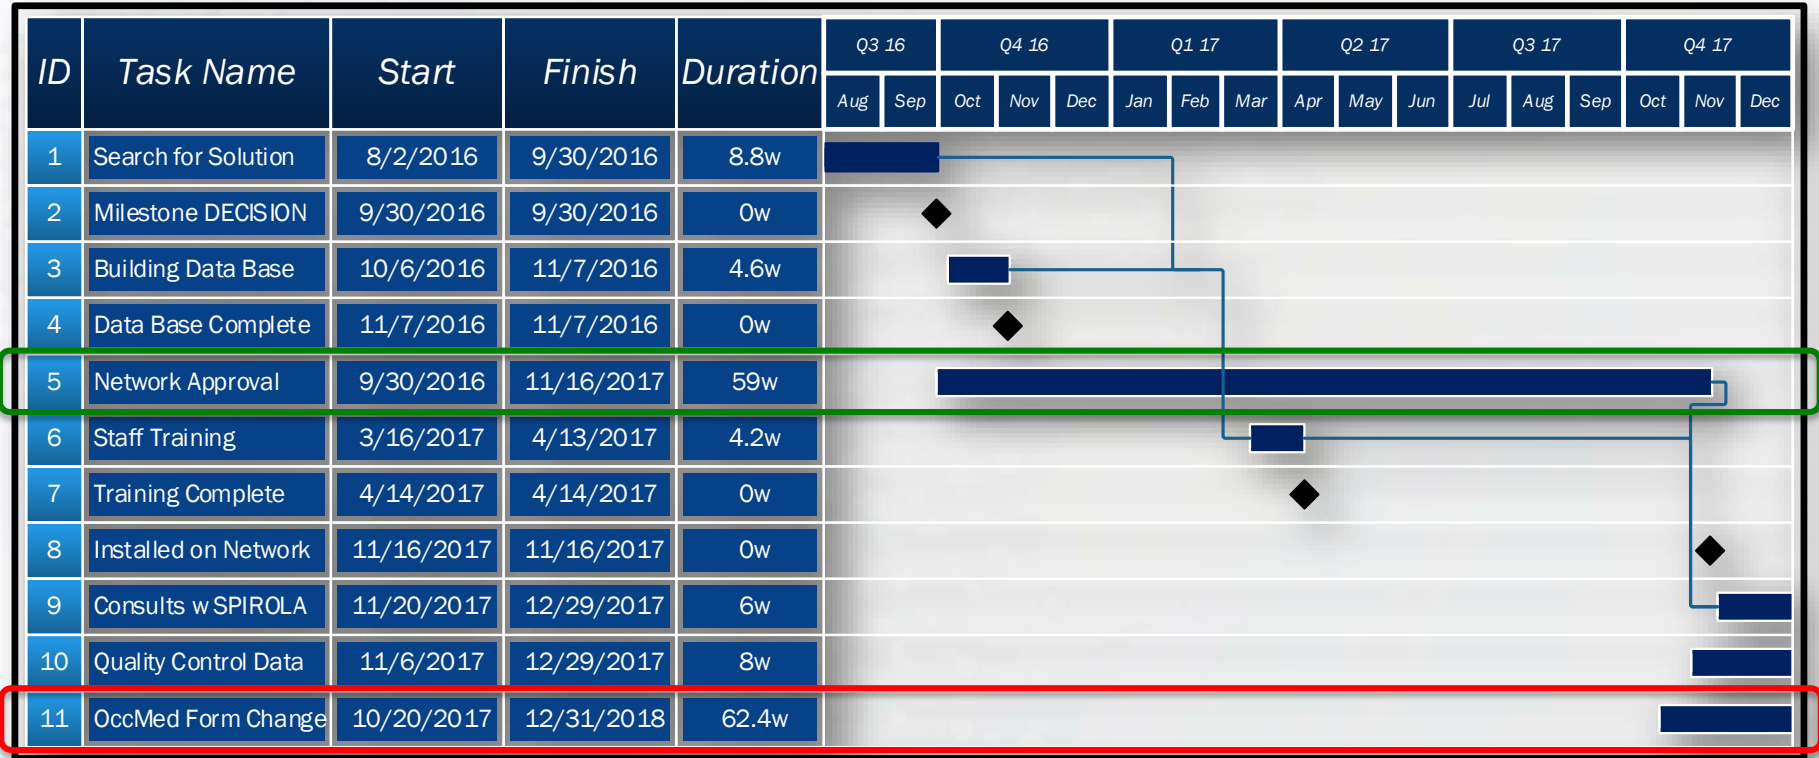 ID Task Name Start Finish Duration Q3 16 Q4 16 Q1 17 Q2 17 Q3 17 Q4 17
Aug Sep Oct Nov Dec Jan Feb Mar Apr May Jun Jul Aug Sep Oct Nov Dec
1 Search for Solution 8/2/2016 9/30/2016 8.8w
2 Milestone DECISION 9/30/2016 9/30/2016 0w
3 Building Data Base 10/6/2016 11/7/2016 4.6w
4 Data Base Complete 11/7/2016 11/7/2016 0w
5 Network Approval 9/30/2016 11/16/2017 59w
6 Staff Training 3/16/2017 4/13/2017 4.2w
7 Training Complete 4/14/2017 4/14/2017 0w
8 Installed on Network 11/16/2017 11/16/2017 0w
9 Consults w SPIROLA 11/20/2017 12/29/2017 6w
10 Quality Control Data 11/6/2017 12/29/2017 8w
11 OccMed Form Change 10/20/2017 12/31/2018 62.4w